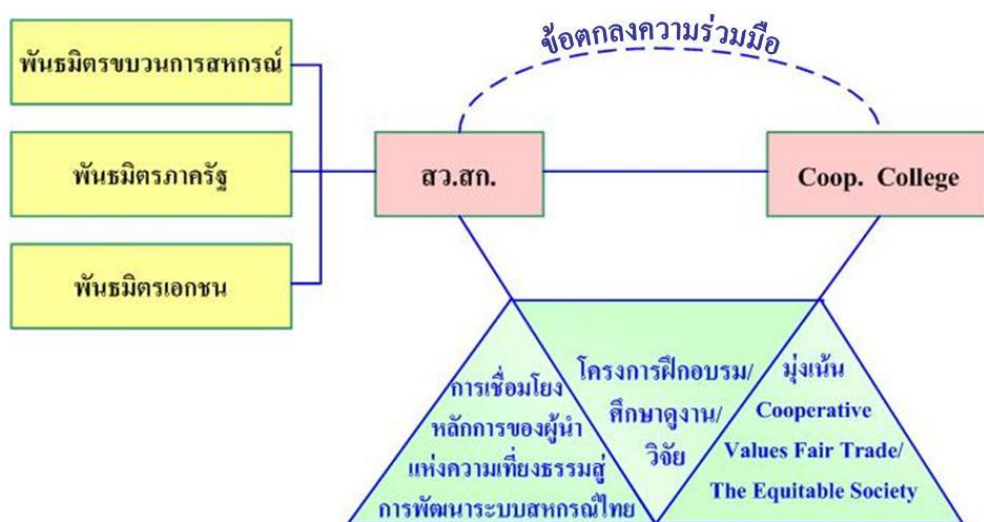 ข้อตกลงความร่วมมือ
พันธมิตรขบวนการสหกรณ์
พันธมิตรภาครัฐ
พันธมิตรเอกชน
สว.สก.
Coop. College
การเชื่อมโยง
หลักการของผู้นำ
แห่งความเที่ยงธรรมสู่
การพัฒนาระบบสหกรณ์ไทย
โครงการฝึกอบรม/
ศึกษาดูงาน/
วิจัย
มุ่งเน้น
Cooperative
Values Fair Trade/
The Equitable Society